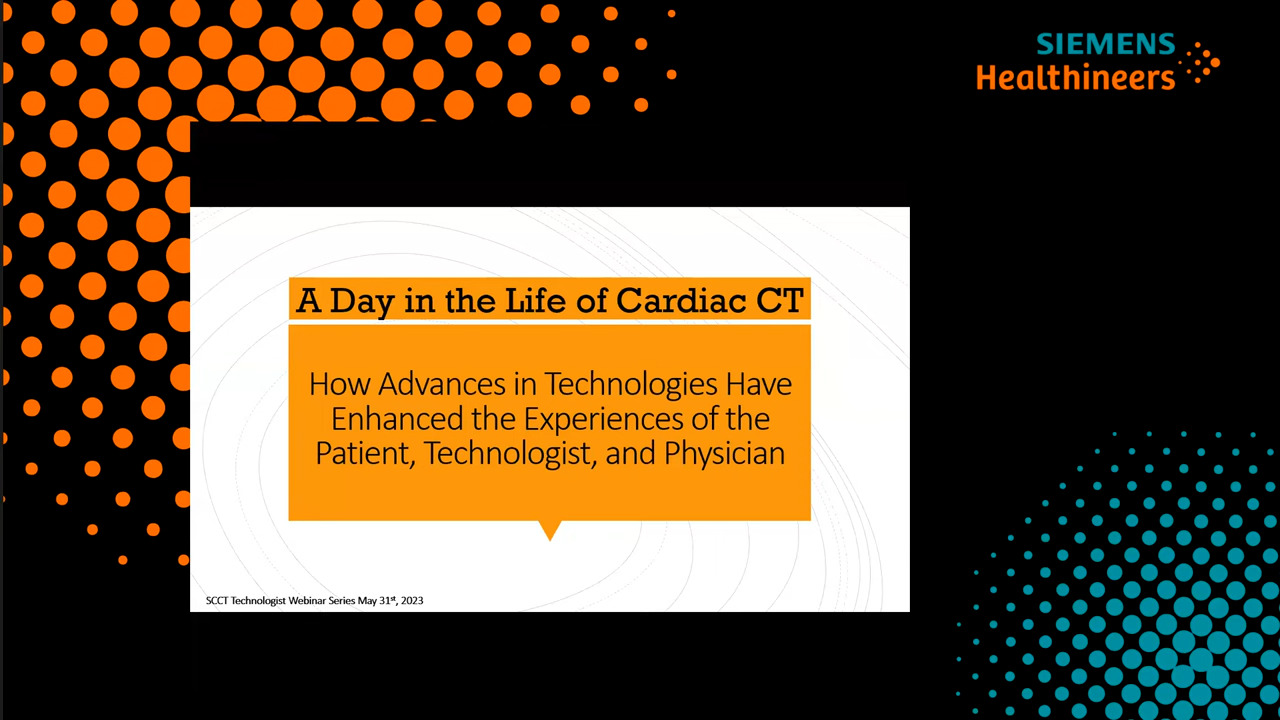 SIEMENS
Healthineers
A Day in the Life of Cardiac CT
How Advances in Technologies Have
Enhanced the Experiences of the
Patient, Technologist, and Physician
SCCT Technologist Webinar Series May 31st, 2023